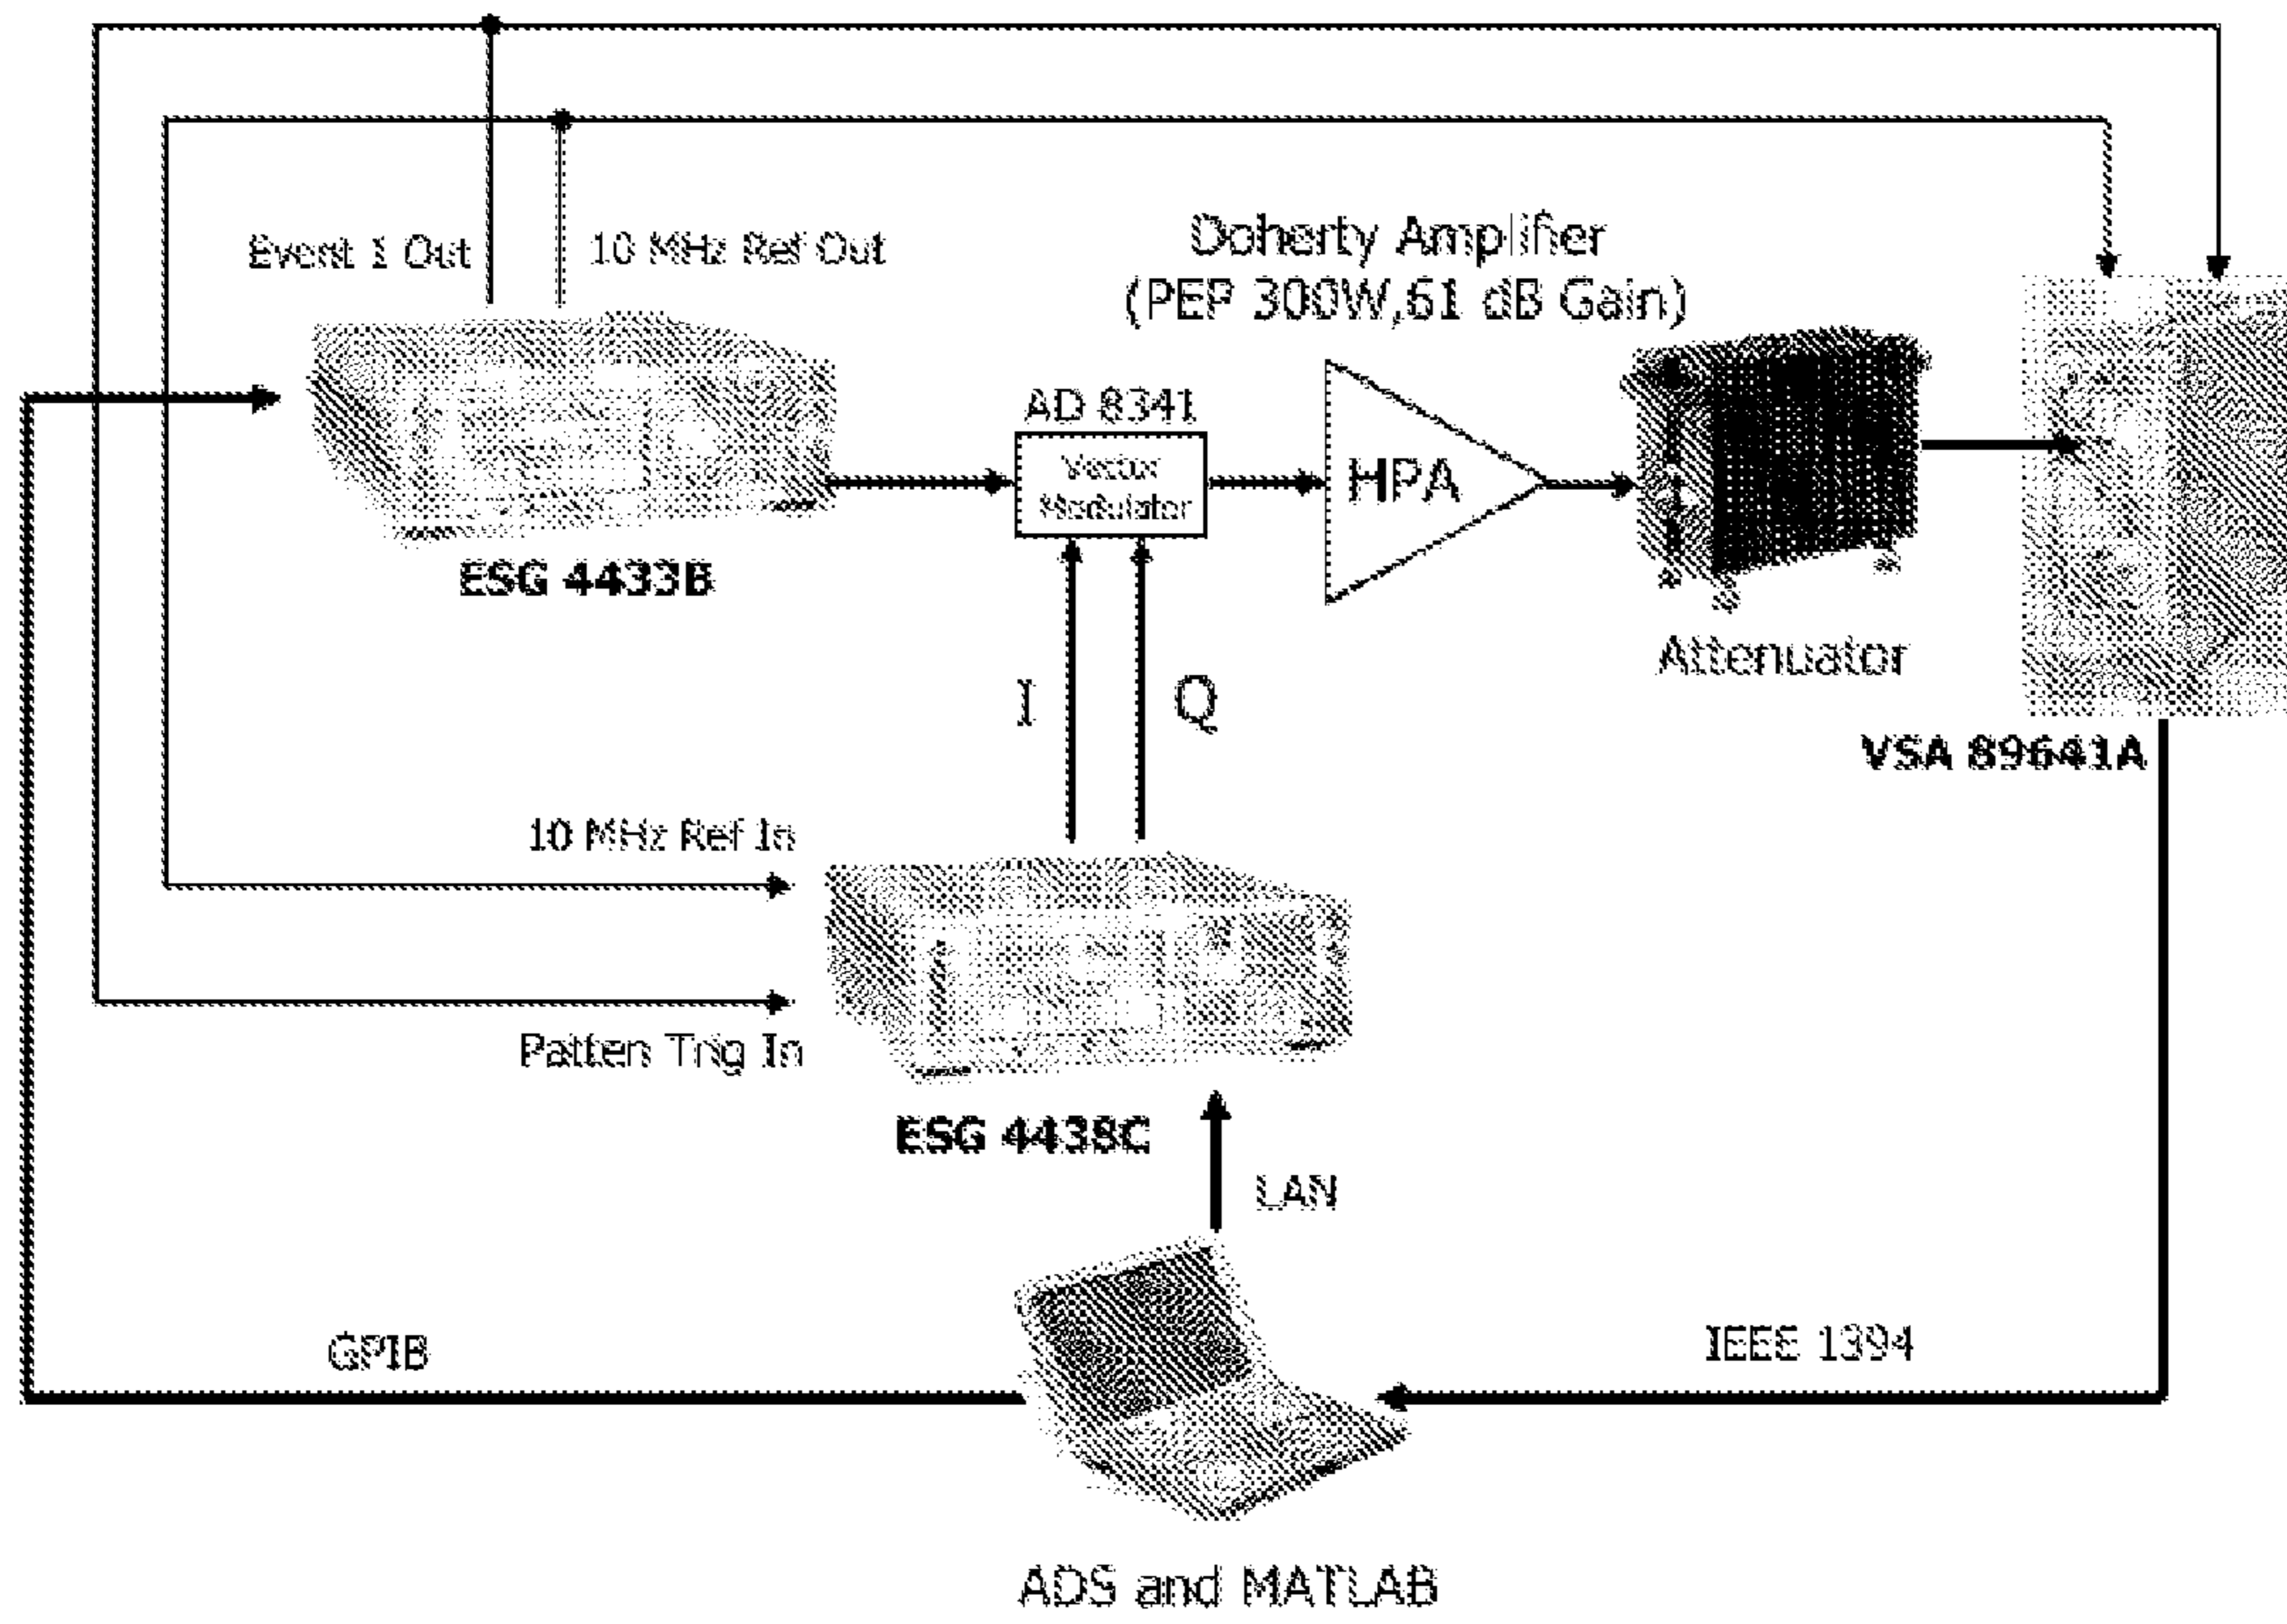 Event 1 Out
10 MHz Ref Out
Doherty Amplifier
(PEP 300W,61 dB Gain)
AD 8341
Vector
Modulator
HPA
ESG 4433B
Attenuator
I
Q
VSA 89641A
10 MHz Ref In
Patten Trig In
ESG 4438C
LAN
GPIB
IEEE 1394
ADS and MATLAB